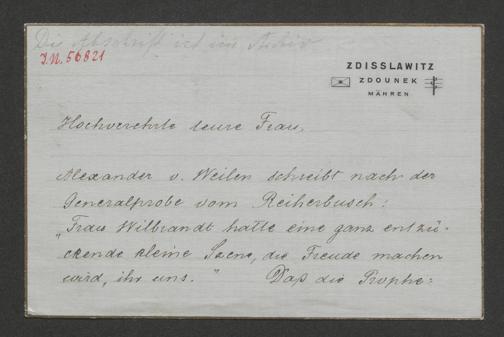 Die Abschrift ist im Archiv
I.N. 56821
ZDISSLAWITZ
ZDOUNEK
MÄHREN
Hochverehrte teure Frau,
Alexander v. Weilen schreibt nach der
Generalprobe vom Reiherbusch:
„Frau Wilbrandt hatte eine ganz entzü-
ckende kleine Szene, die Freude machen
wird, ihr uns.“ Daß die Prophe: